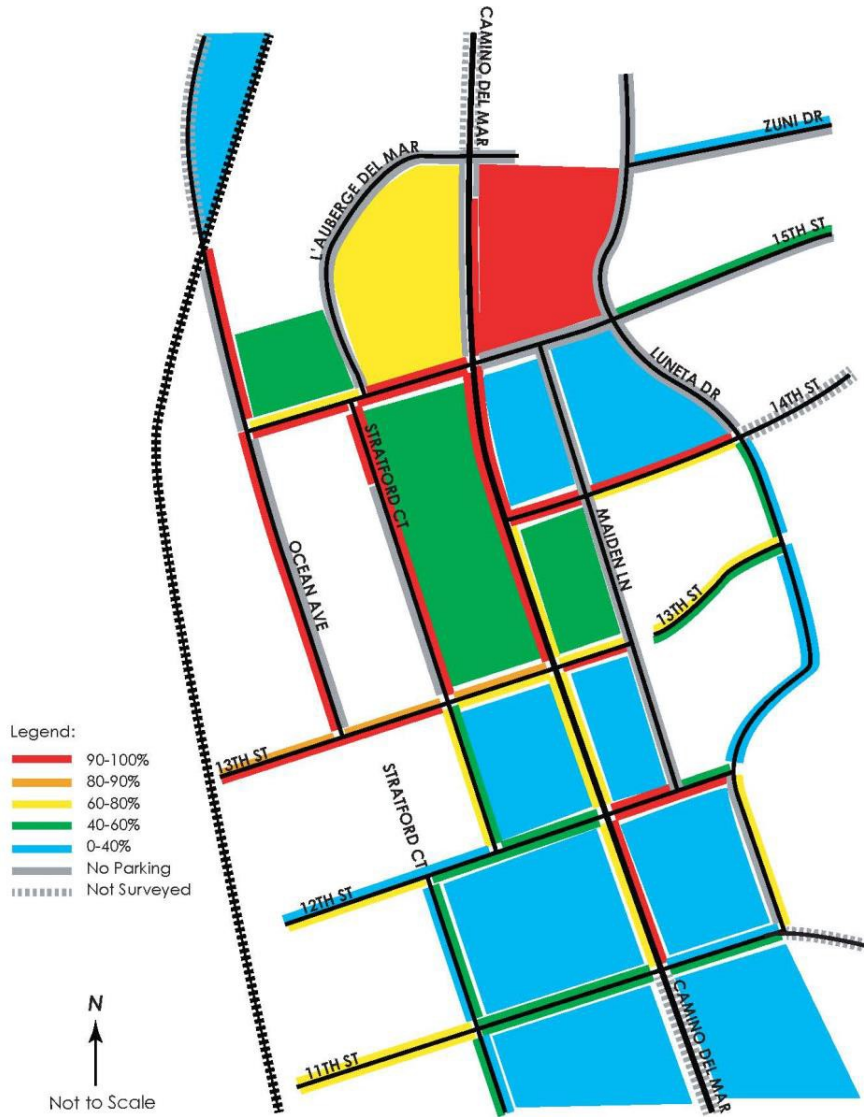 CAMINO DEL MAR
ZUNI DR
L'AUBERGE DEL MAR
15TH ST
LUNETA DR
14TH ST
STRATFORD CT
MAIDEN LN
OCEAN AVE
13TH ST
13TH ST
STRATFORD CT
12TH ST
CAMINO DEL MAR
11TH ST
Legend:
90-100%
80-90%
60-80%
40-60%
0-40%
No Parking
Not Surveyed
N
Not to Scale